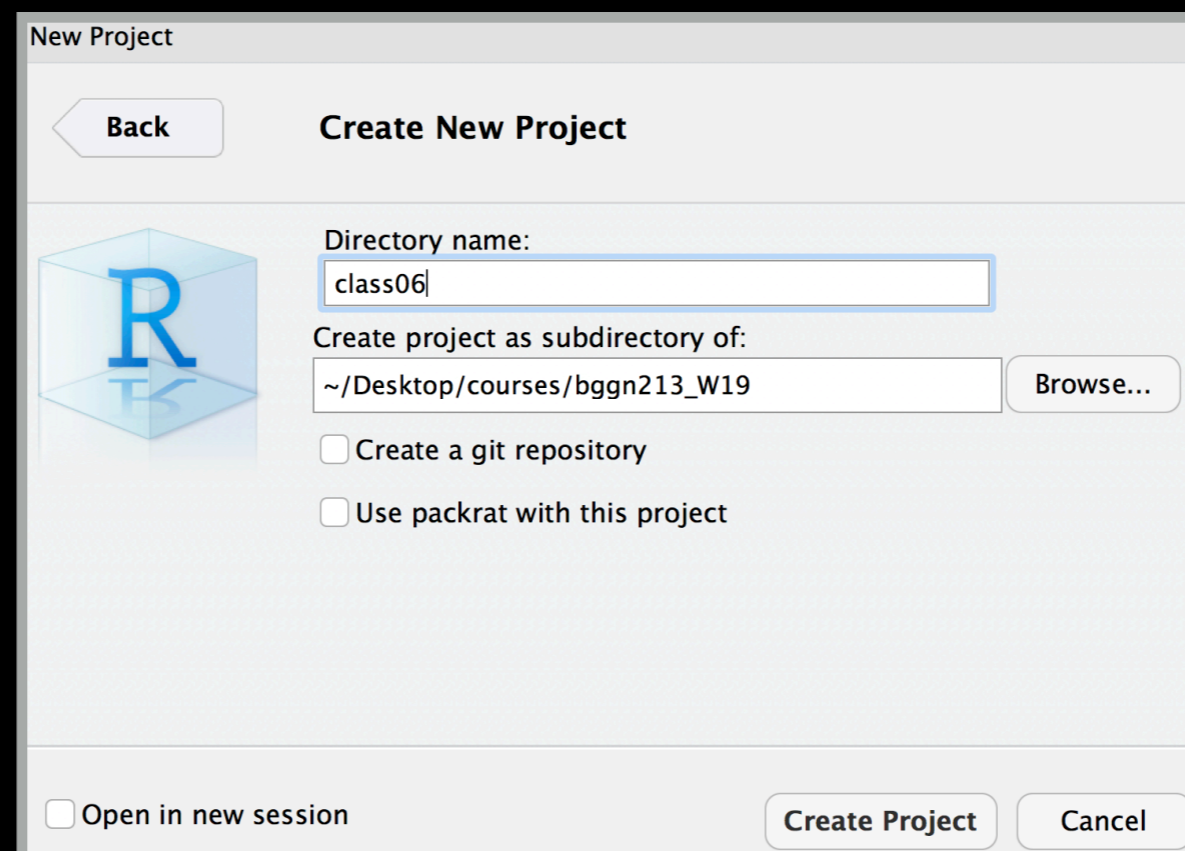 New Project
Back
Create New Project
R
Directory name:
class06
Create project as subdirectory of:
~/Desktop/courses/bggn213_W19
Browse...
Create a git repository
Use packrat with this project
Open in new session
Create Project
Cancel